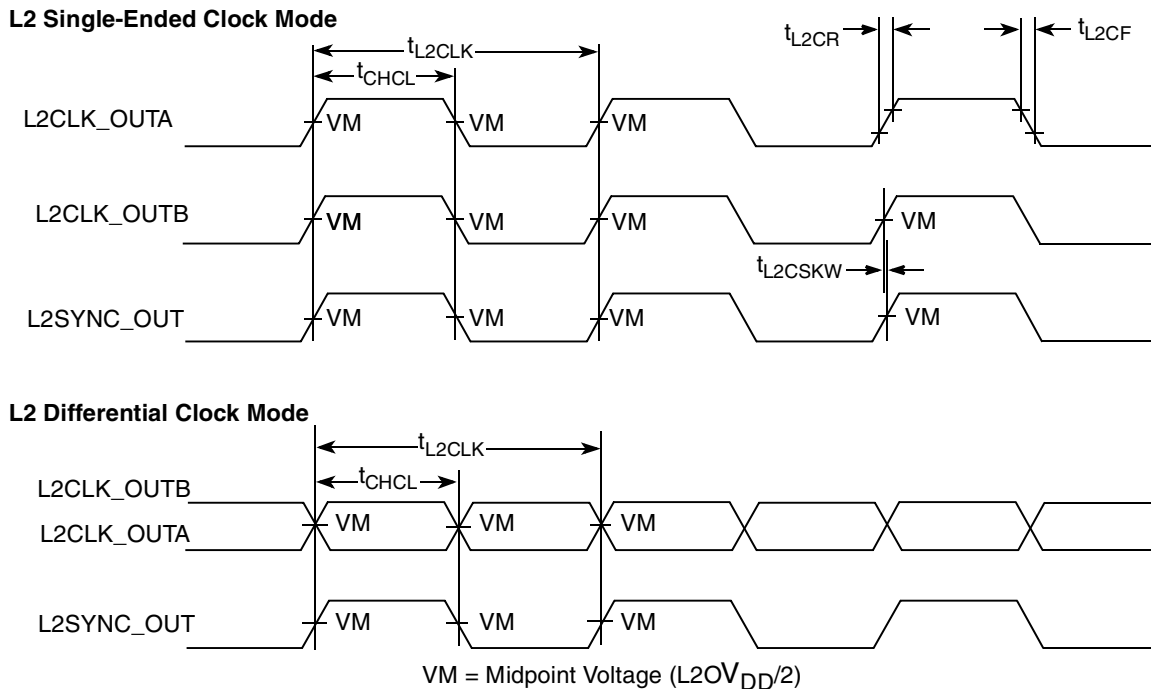 L2 Single-Ended Clock Mode
tL2CLK
tL2CR
tL2CF
tCHCL
L2CLK_OUTA
VM
VM
VM
L2CLK_OUTB
VM
VM
VM
VM
tL2CSKW
L2SYNC_OUT
VM
VM
VM
VM
L2 Differential Clock Mode
tL2CLK
tCHCL
L2CLK_OUTB
L2CLK_OUTA
VM
VM
VM
L2SYNC_OUT
VM
VM
VM
VM = Midpoint Voltage (L2OVDD/2)